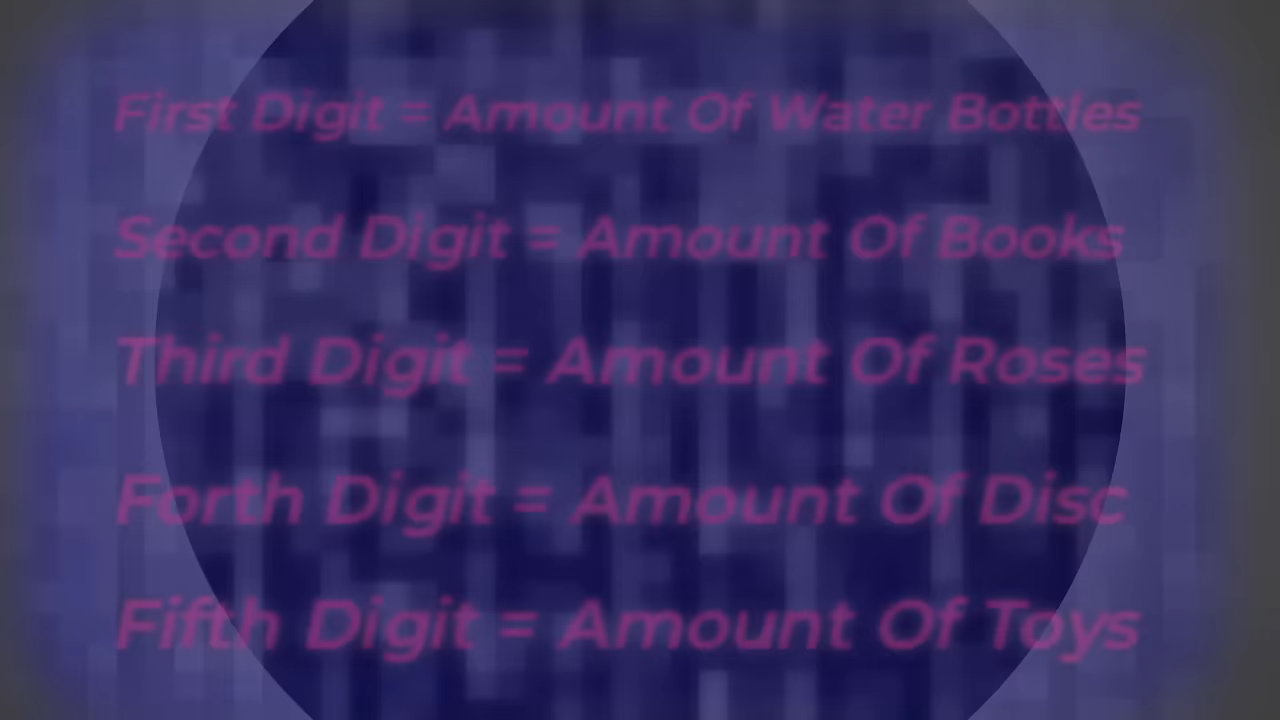 First Digit = Amount Of Water Bottles
Second Digit = Amount Of Books
Third Digit = Amount Of Roses
Forth Digit = Amount Of Disc
Fifth Digit = Amount Of Toys